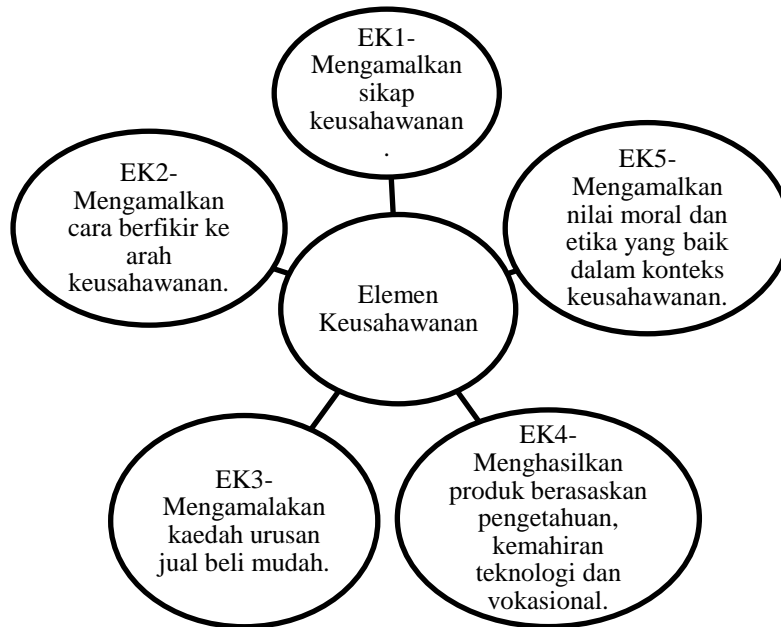 EK1-
Mengamalkan
sikap
keusahawanan
.
EK2-
Mengamalkan
cara berfikir ke
arah
keusahawanan.
EK5-
Mengamalkan
nilai moral dan
etika yang baik
dalam konteks
keusahawanan.
Elemen
Keusahawanan
EK3-
Mengamalakan
kaedah urusan
jual beli mudah.
EK4-
Menghasilkan
produk berasaskan
pengetahuan,
kemahiran
teknologi dan
vokasional.